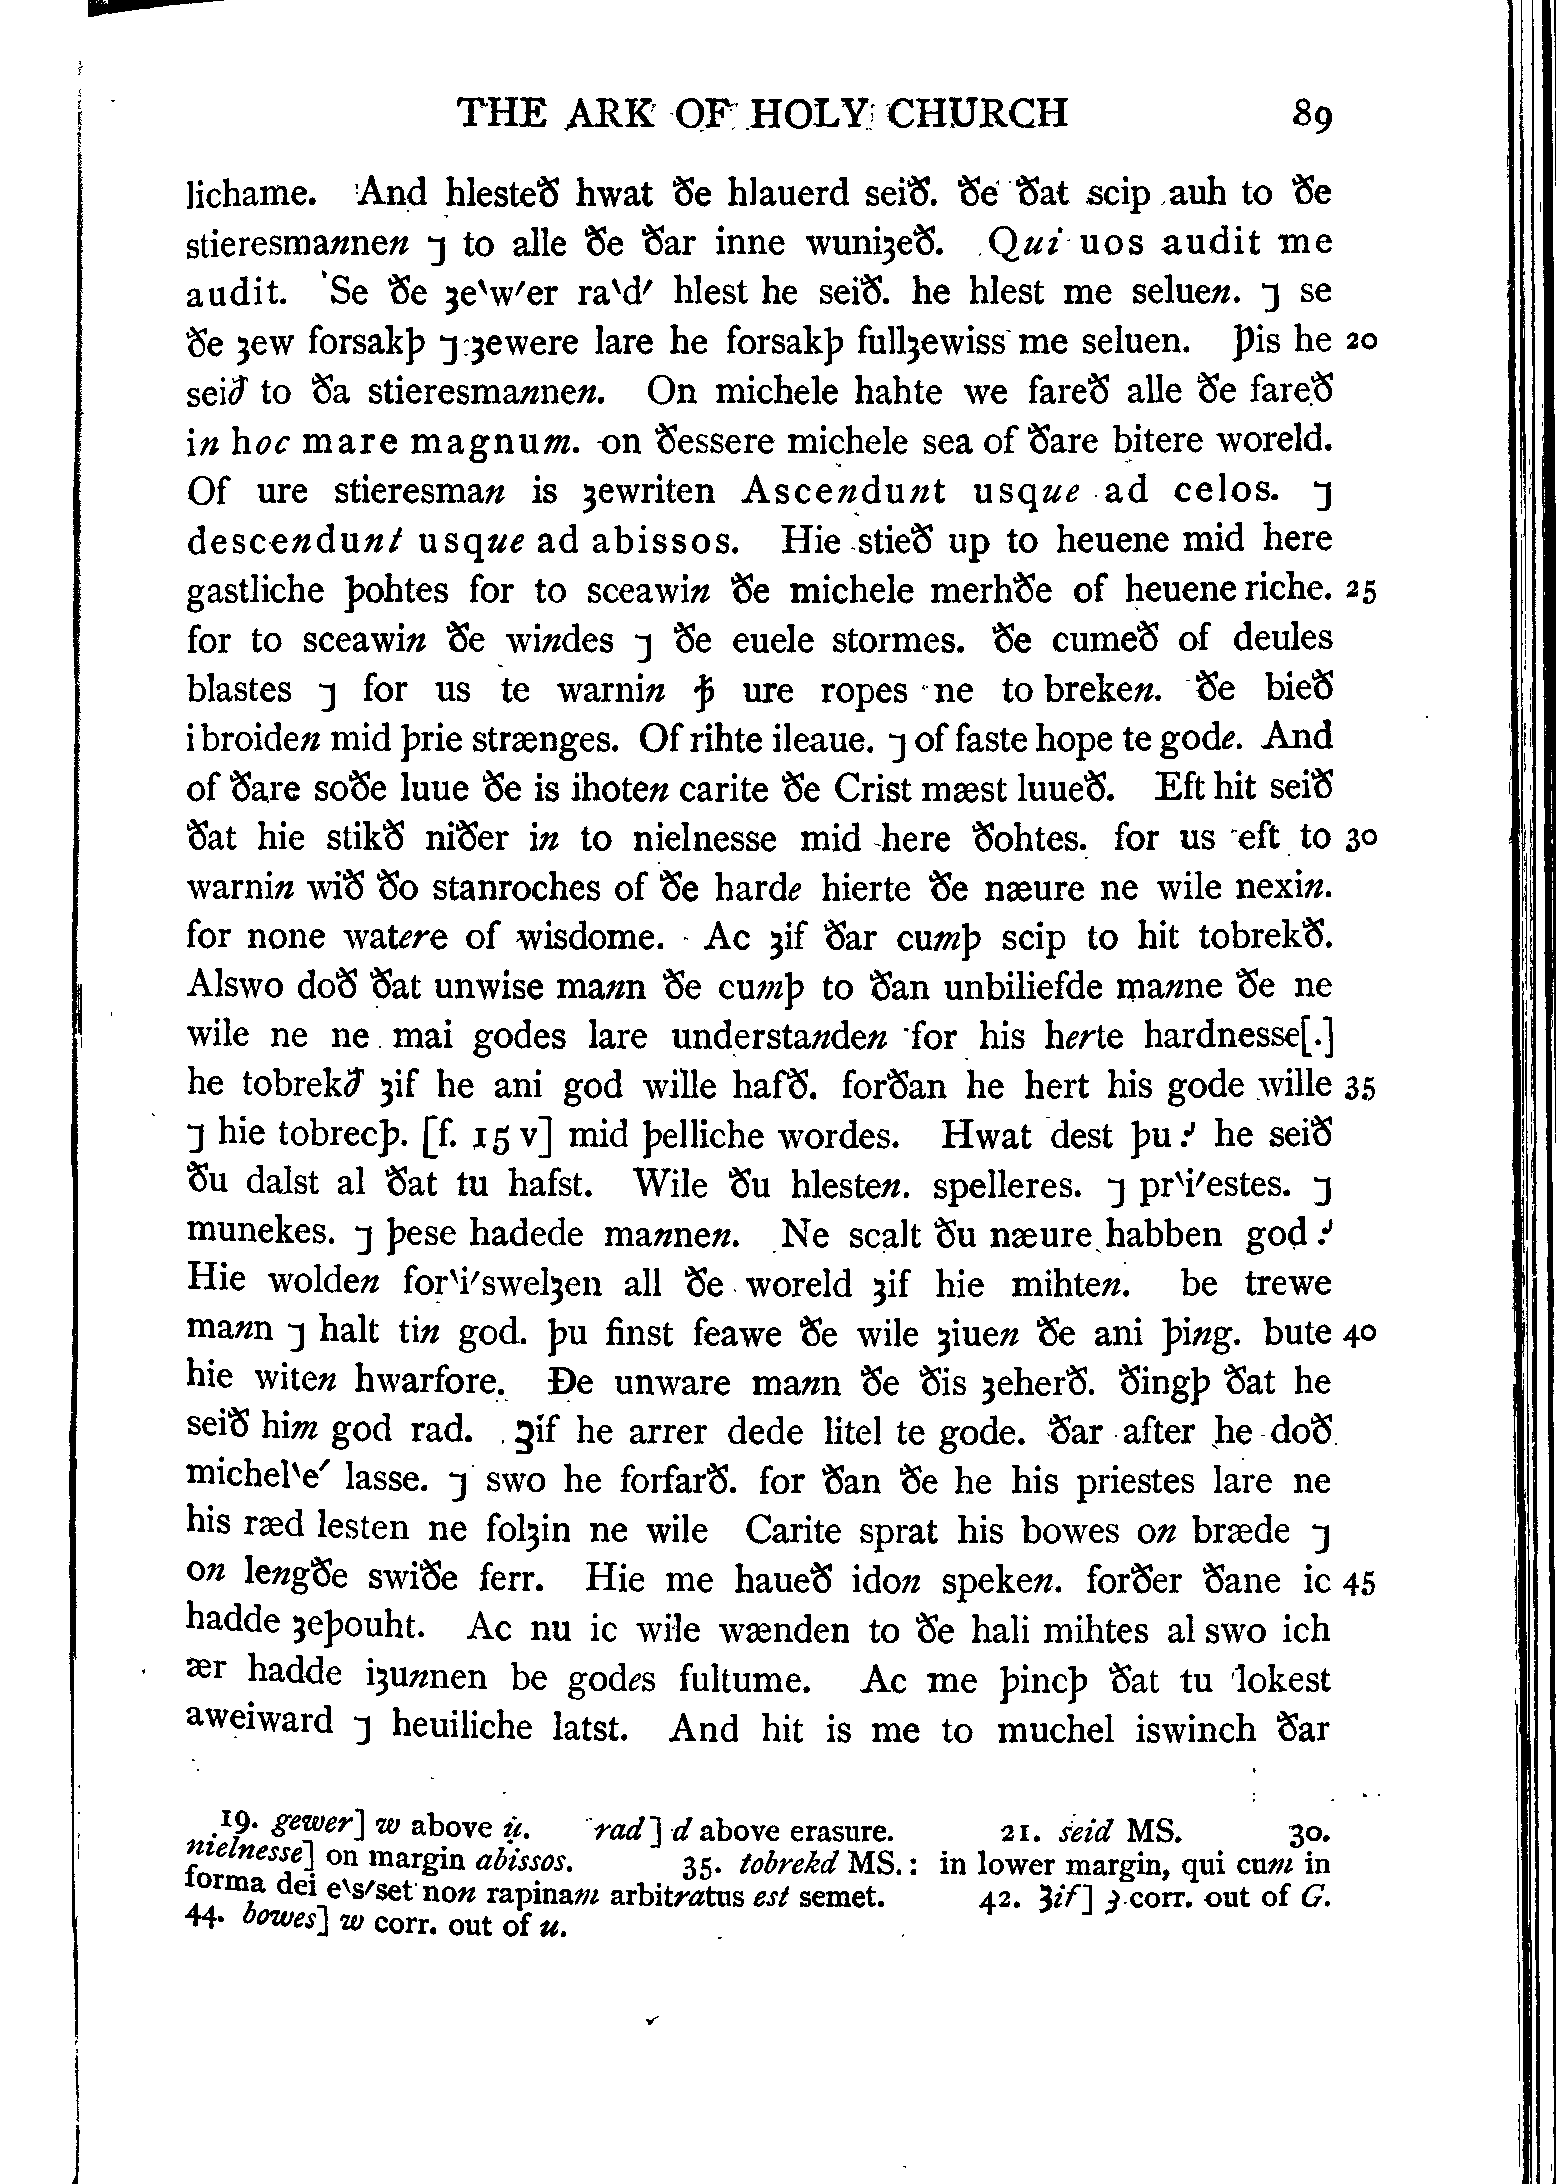 THE ARK OF HOLY CHURCH 89
lichame. And hlesteð hwat ðe hlauerd seið. ðe ðat scip auh to ðe
stieresmannen ⁊ to alle ðe ðar inne wuniȝeð. Qui uos audit me
audit. Se ðe ȝe‵w′er ra‵d′ hlest he seið. he hlest me seluen. ⁊ se
ðe ȝew forsakþ ⁊ ȝewere lare he forsakþ fullȝewiss me seluen. Þis he 20
seið to ða stieresmannen. On michele hahte we fareð alle ðe fareð
in hoc mare magnum. on ðessere michele sea of ðare bitere woreld.
Of ure stieresman is ȝewriten Ascendunt usque ad celos. ⁊
descendunt usque ad abissos. Hie stieð up to heuene mid here
gastliche þohtes for to sceawin ðe michele merhðe of heuene riche. 25
for to sceawin ðe windes ⁊ ðe euele stormes. ðe cumeð of deules
blastes ⁊ for us te warnin ꝥ ure ropes ne to breken. ðe bieð
ibroiden mid þrie strænges. Of rihte ileaue. ⁊ of faste hope te gode. And
of ðare soðe luue ðe is ihoten carite ðe Crist mæst luueð. Eft hit seið
ðat hie stikð niðer in to nielnesse mid here ðohtes. for us eft to 30
warnin wið ðo stanroches of ðe harde hierte ðe næure ne wile nexin.
for none watere of wisdome. Ac ȝif ðar cumþ scip to hit tobrekð.
Alswo doð ðat unwise mann ðe cumþ to ðan unbiliefde manne ðe ne
wile ne ne mai godes lare understanden for his herte hardnesse[.]
he tobrekð ȝif he ani god wille hafð. forðan he hert his gode wille 35
⁊ hie tobrecþ. [f. 15 v] mid þelliche wordes. Hwat dest þu⸵ he seið
ðu dalst al ðat tu hafst. Wile ðu hlesten. spelleres. ⁊ pr‵i′estes. ⁊
munekes. ⁊ þese hadede mannen. Ne scalt ðu næure habben god⸵
Hie wolden for‵i′swelȝen all ðe woreld ȝif hie mihten. be trewe
mann ⁊ halt tin god. þu finst feawe ðe wile ȝiuen ðe ani þing. bute 40
hie witen hwarfore. Ðe unware mann ðe ðis ȝeherð. ðingþ ðat he
seið him god rad. Ȝif he arrer dede litel te gode. ðar after he doð
michel‵e′ lasse. ⁊ swo he forfarð. for ðan ðe he his priestes lare ne
his ræd lesten ne folȝin ne wile Carite sprat his bowes on bræde ⁊
on lengðe swiðe ferr. Hie me haueð idon speken. forðer ðane ic 45
hadde ȝeþouht. Ac nu ic wile wænden to ðe hali mihtes al swo ich
ær hadde iȝunnen be godes fultume. Ac me þincþ ðat tu lokest
aweiward ⁊ heuiliche latst. And hit is me to muchel iswinch ðar
19. gewer] w above u̇. rad] d above erasure. 21. seid MS. 30.
nielnesse] on margin abissos. 35. tobrekd MS.: in lower margin, qui cum in
forma dei e‵s′set non rapinam arbitratus est semet. 42. Ȝif] ȝ corr. out of G.
44. bowes] w corr. out of u.